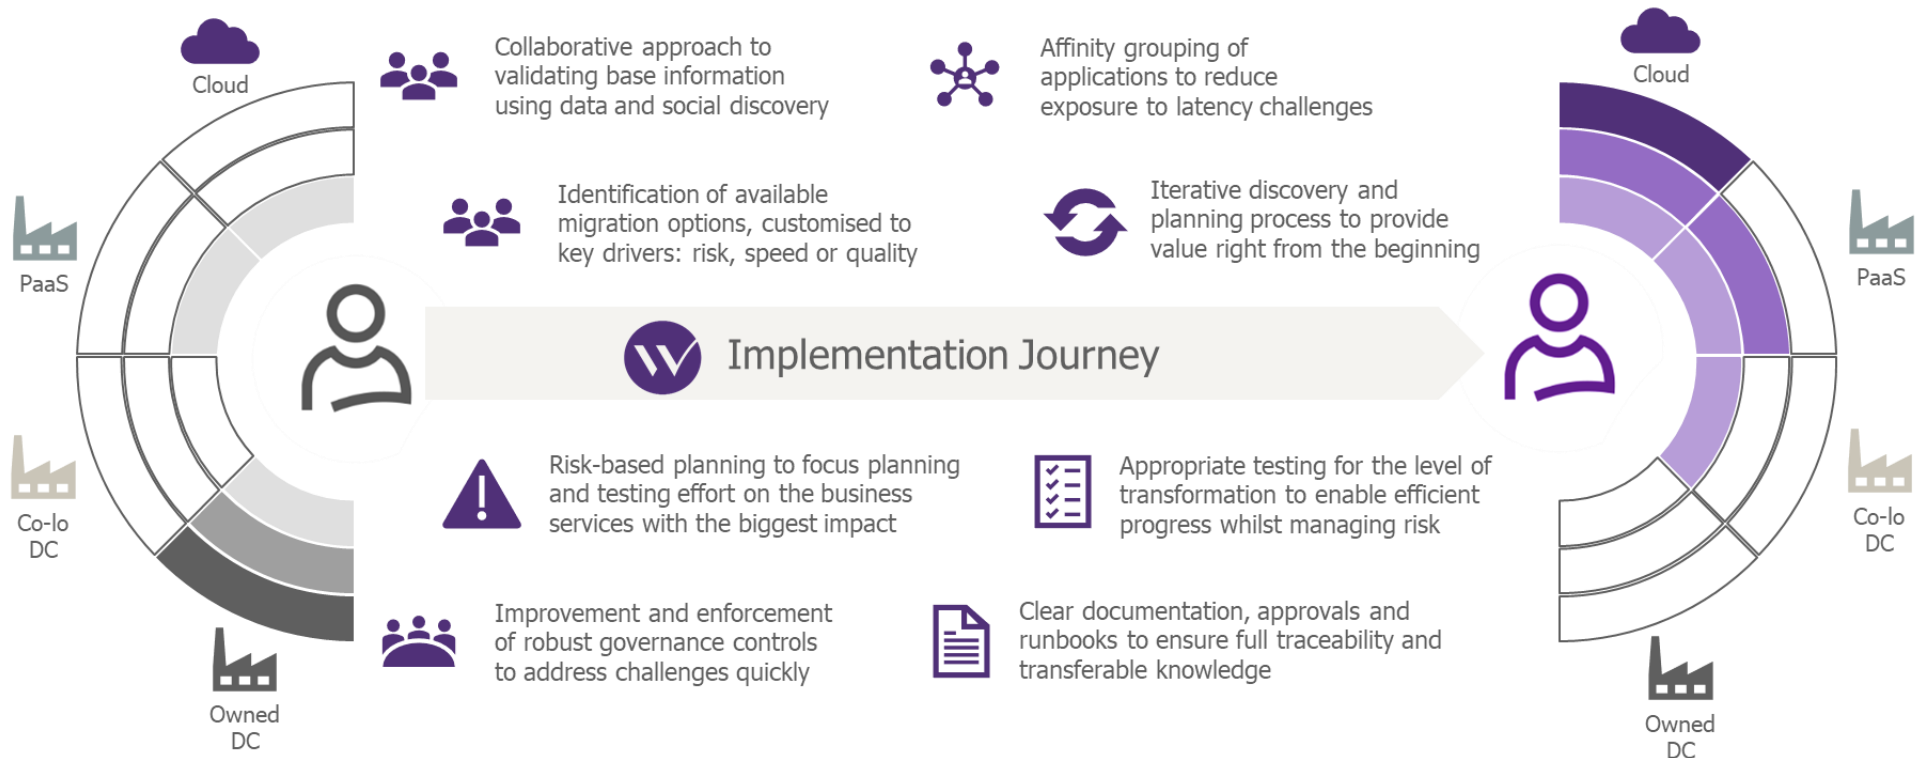 Cloud
PaaS
Co-lo
DC
Owned
DC
Collaborative approach to
validating base information
using data and social discovery
Affinity grouping of
applications to reduce
exposure to latency challenges
Identification of available
migration options, customised to
key drivers: risk, speed or quality
Iterative discovery and
planning process to provide
value right from the beginning
Implementation Journey
Risk-based planning to focus planning
and testing effort on the business
services with the biggest impact
Appropriate testing for the level of
transformation to enable efficient
progress whilst managing risk
Improvement and enforcement
of robust governance controls
to address challenges quickly
Clear documentation, approvals and
runbooks to ensure full traceability and
transferable knowledge
Cloud
PaaS
Co-lo
DC
Owned
DC